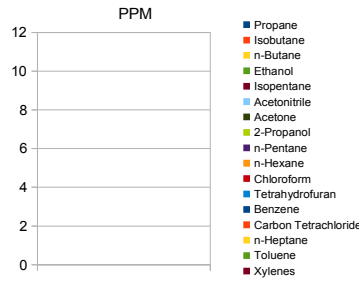 PPM
12
10
8
6
4
2
0
Propane
Isobutane
n-Butane
Ethanol
Isopentane
Acetonitrile
Acetone
2-Propanol
n-Pentane
n-Hexane
Chloroform
Tetrahydrofuran
Benzene
Carbon Tetrachloride
n-Heptane
Toluene
Xylenes